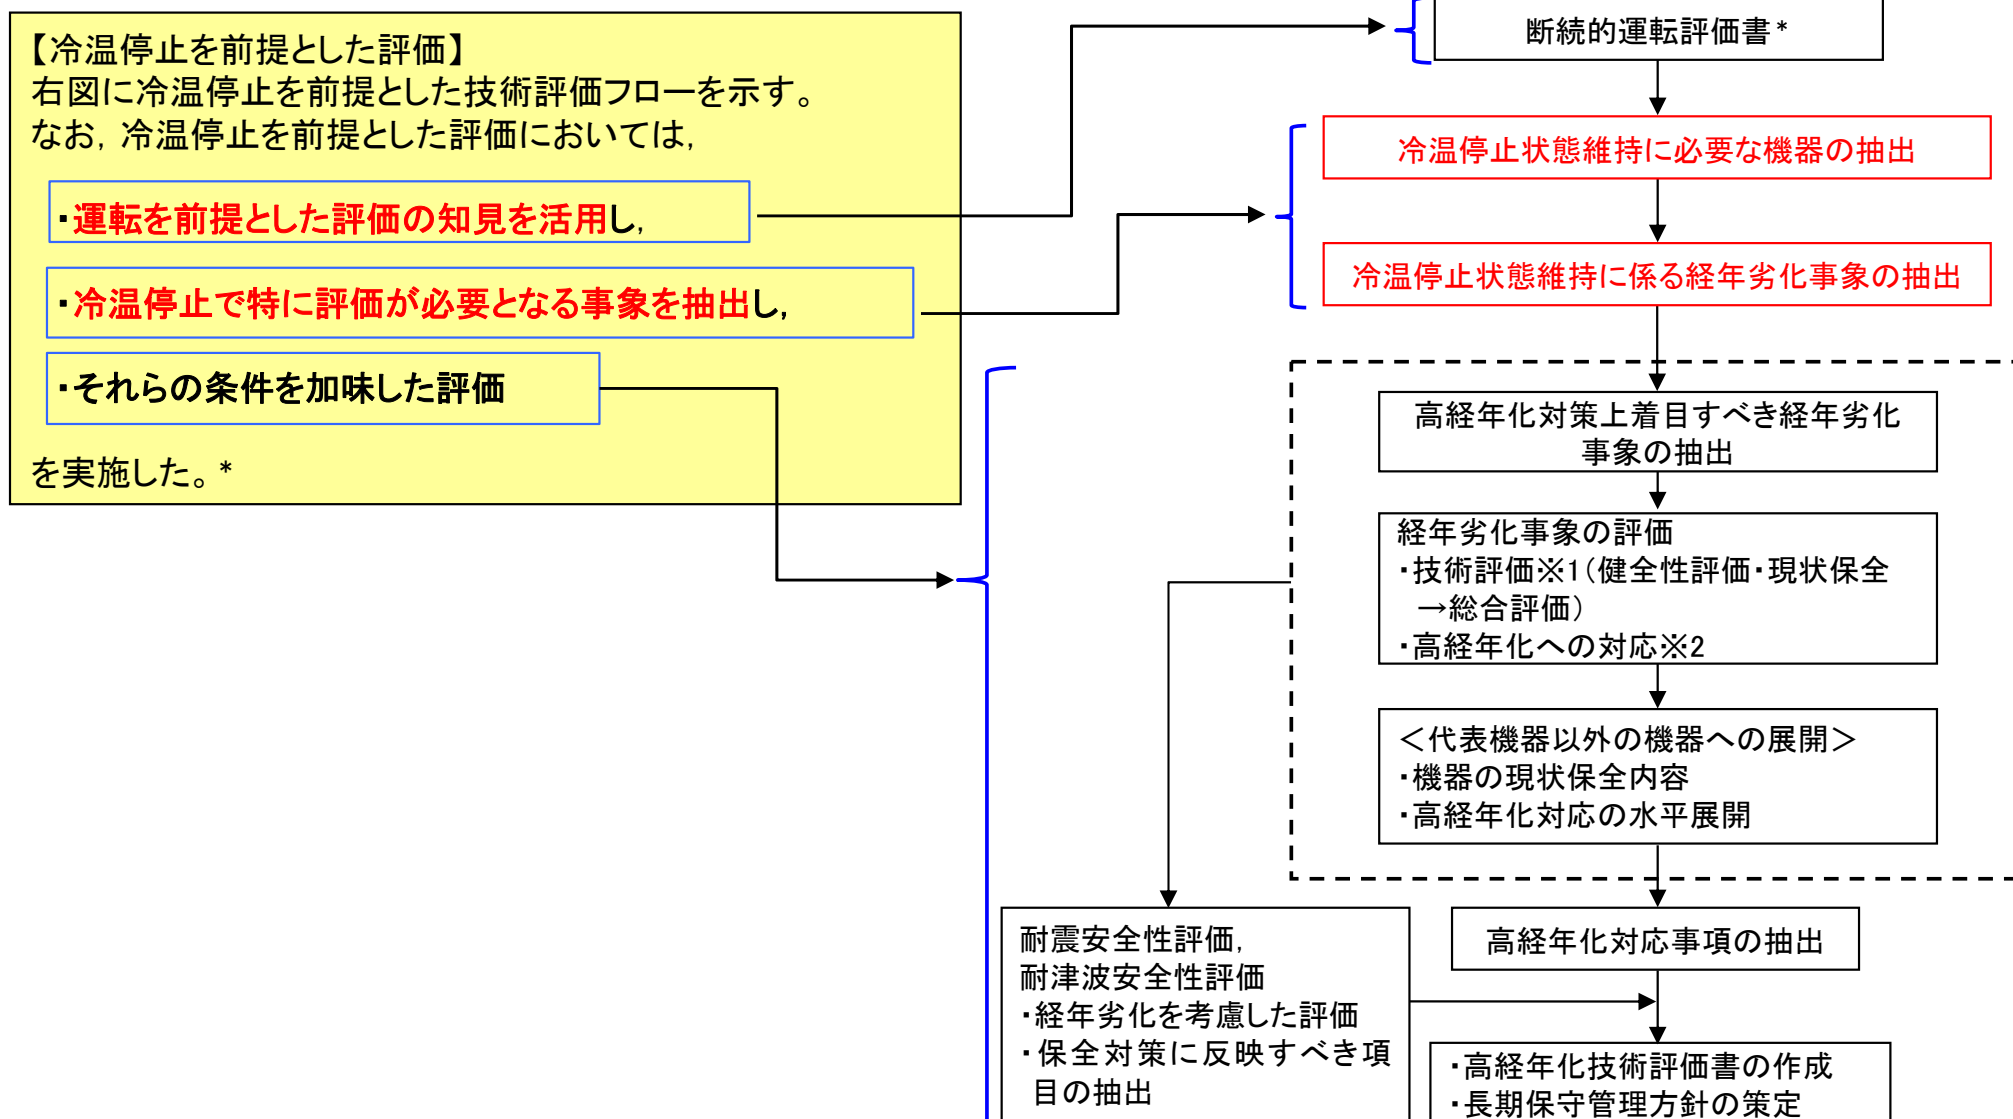 【冷温停止を前提とした評価】
右図に冷温停止を前提とした技術評価フローを示す。
なお，冷温停止を前提とした評価においては，
・運転を前提とした評価の知見を活用し，
・冷温停止で特に評価が必要となる事象を抽出し，
・それらの条件を加味した評価
を実施した。*
断続的運転評価書*
冷温停止状態維持に必要な機器の抽出
冷温停止状態維持に係る経年劣化事象の抽出
高経年化対策上着目すべき経年劣化
事象の抽出
経年劣化事象の評価
・技術評価※1（健全性評価・現状保全
→総合評価）
・高経年化への対応※2
＜代表機器以外の機器への展開＞
・機器の現状保全内容
・高経年化対応の水平展開
耐震安全性評価，
耐津波安全性評価
・経年劣化を考慮した評価
・保全対策に反映すべき項
目の抽出
高経年化対応事項の抽出
・高経年化技術評価書の作成
・長期保守管理方針の策定